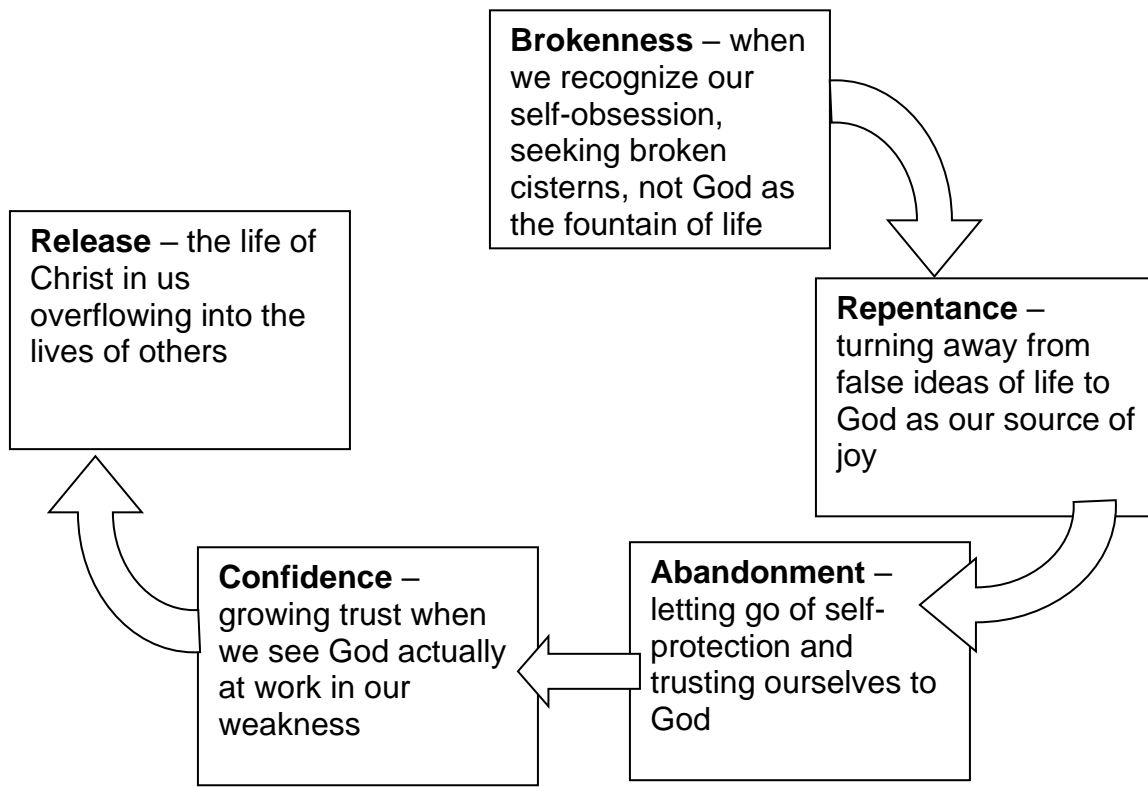 Brokenness – when
we recognize our
self-obsession,
seeking broken
cisterns, not God as
the fountain of life
Repentance –
turning away from
false ideas of life to
God as our source of
joy
Abandonment –
letting go of self-
protection and
trusting ourselves to
God
Confidence –
growing trust when
we see God actually
at work in our
weakness
Release – the life of
Christ in us
overflowing into the
lives of others